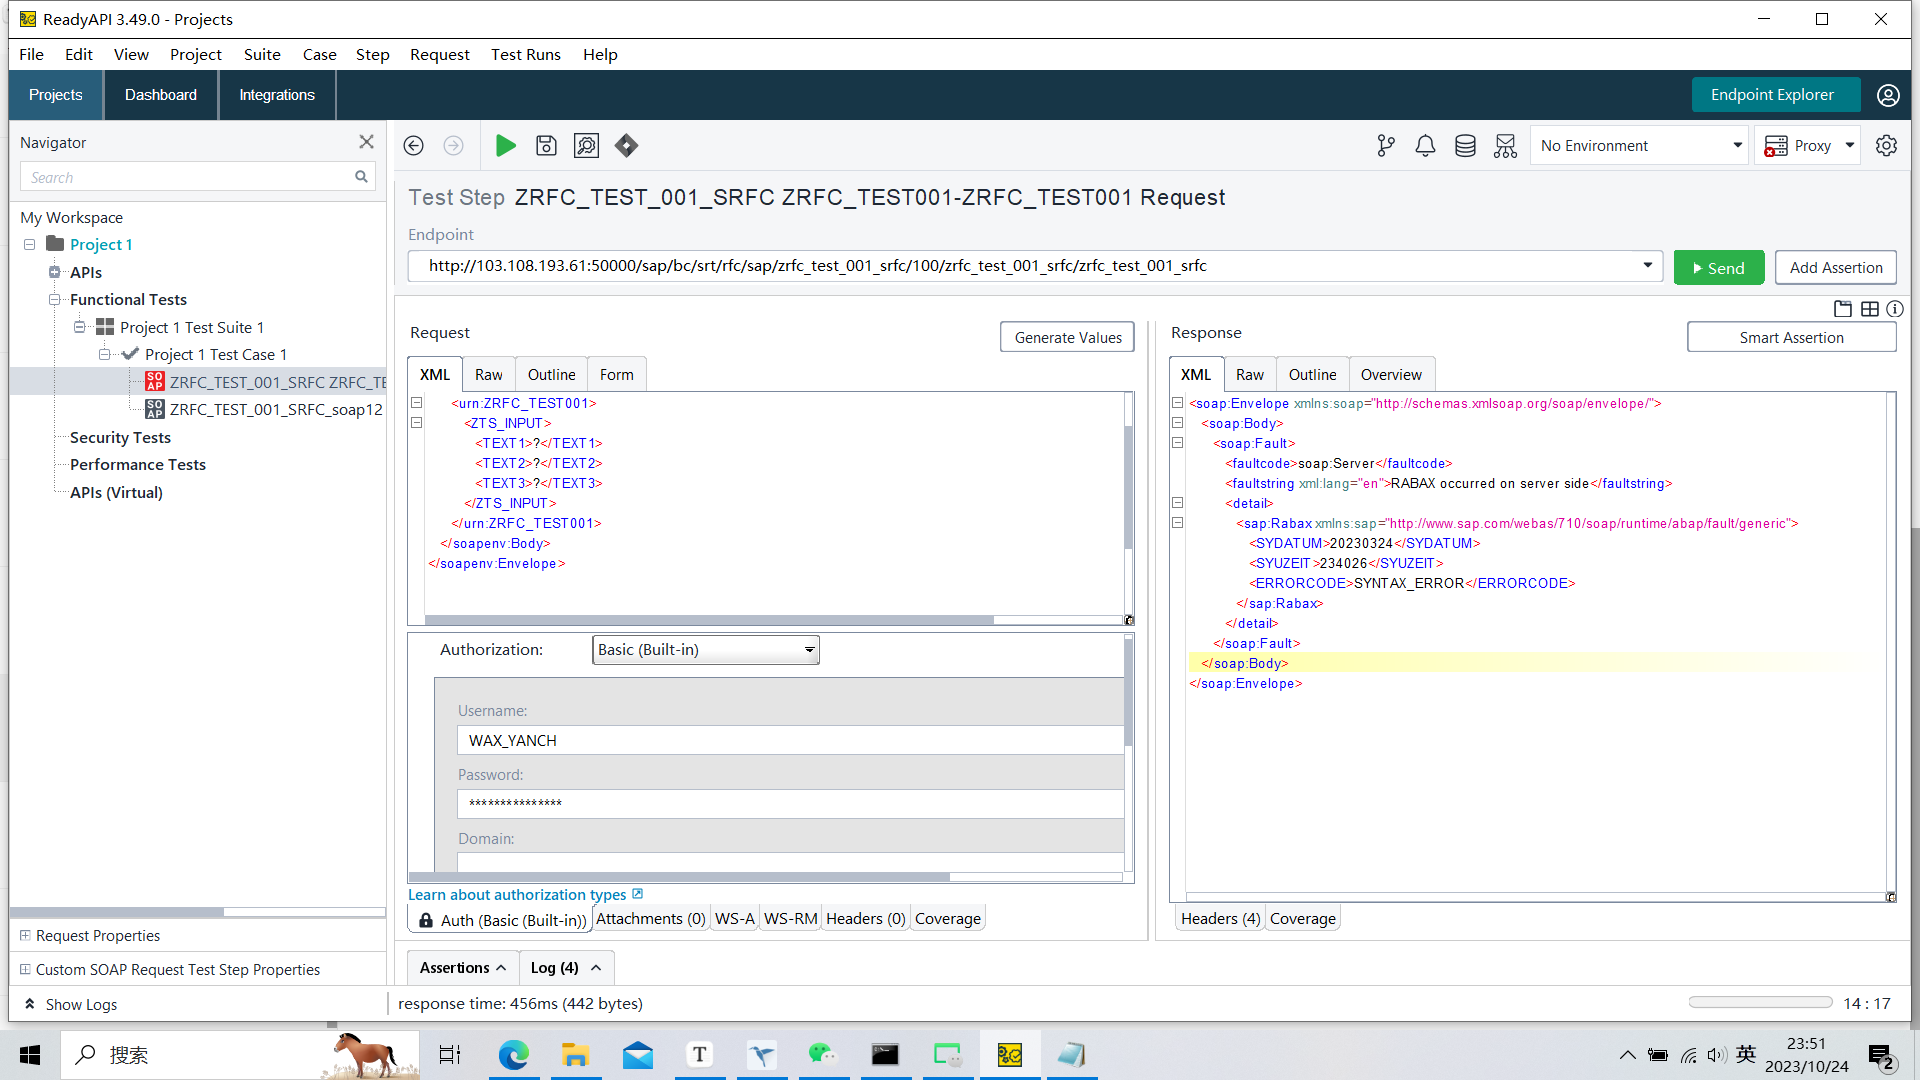 ReadyAPI 3.49.0 - Projects
File Edit View Project Suite Case Step Request Test Runs Help
Projects Dashboard Integrations Endpoint Explorer
Navigator
Search
No Environment
Proxy
My Workspace
Project 1
APIs
Functional Tests
Project 1 Test Suite 1
Project 1 Test Case 1
SOAP ZRFC_TEST_001_SRFC ZRFC_TE
SOAP ZRFC_TEST_001_SRFC_soap12
Security Tests
Performance Tests
APIs (Virtual)
Request Properties
Custom SOAP Request Test Step Properties
Test Step ZRFC_TEST_001_SRFC ZRFC_TEST001-ZRFC_TEST001 Request
Endpoint
http://103.108.193.61:50000/sap/bc/srt/rfc/sap/zrfc_test_001_srfc/100/zrfc_test_001_srfc/zrfc_test_001_srfc
Send
Add Assertion
Request
Generate Values
XML Raw Outline Form
<urn:ZRFC_TEST001>
<ZTS_INPUT>
<TEXT1>?</TEXT1>
<TEXT2>?</TEXT2>
<TEXT3>?</TEXT3>
</ZTS_INPUT>
</urn:ZRFC_TEST001>
</soapenv:Body>
</soapenv:Envelope>
Authorization: Basic (Built-in)
Username:
WAX_YANCH
Password:
***************
Domain:
Learn about authorization types
Auth (Basic (Built-in)) Attachments (0) WS-A WS-RM Headers (0) Coverage
Response
Smart Assertion
XML Raw Outline Overview
<soap:Envelope xmlns:soap="http://schemas.xmlsoap.org/soap/envelope/">
<soap:Body>
<soap:Fault>
<faultcode>soap:Server</faultcode>
<faultstring xml:lang="en">RABAX occurred on server side</faultstring>
<detail>
<sap:Rabax xmlns:sap="http://www.sap.com/webas/710/soap/runtime/abap/fault/generic">
<SYDATUM>20230324</SYDATUM>
<SYUZEIT>234026</SYUZEIT>
<ERRORCODE>SYNTAX_ERROR</ERRORCODE>
</sap:Rabax>
</detail>
</soap:Fault>
</soap:Body>
</soap:Envelope>
Headers (4) Coverage
Assertions Log (4)
Show Logs
response time: 456ms (442 bytes)
14 : 17
搜索
T
英
23:51
2023/10/24
2